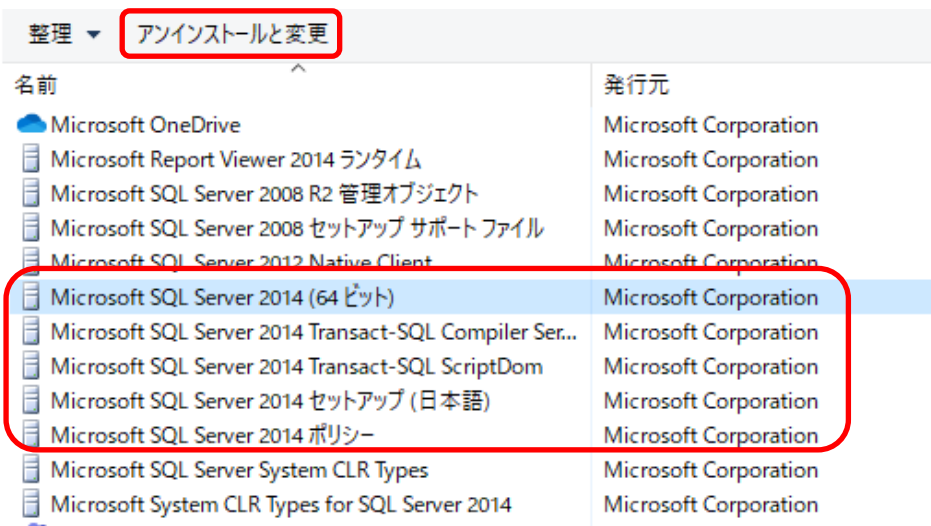 整理 アンインストールと変更
名前 発行元
Microsoft OneDrive Microsoft Corporation
Microsoft Report Viewer 2014 ランタイム Microsoft Corporation
Microsoft SQL Server 2008 R2 管理オブジェクト Microsoft Corporation
Microsoft SQL Server 2008 セットアップ サポート ファイル Microsoft Corporation
Microsoft SQL Server 2012 Native Client Microsoft Corporation
Microsoft SQL Server 2014 (64 ビット) Microsoft Corporation
Microsoft SQL Server 2014 Transact-SQL Compiler Ser... Microsoft Corporation
Microsoft SQL Server 2014 Transact-SQL ScriptDom Microsoft Corporation
Microsoft SQL Server 2014 セットアップ (日本語) Microsoft Corporation
Microsoft SQL Server 2014 ポリシー Microsoft Corporation
Microsoft SQL Server System CLR Types Microsoft Corporation
Microsoft System CLR Types for SQL Server 2014 Microsoft Corporation